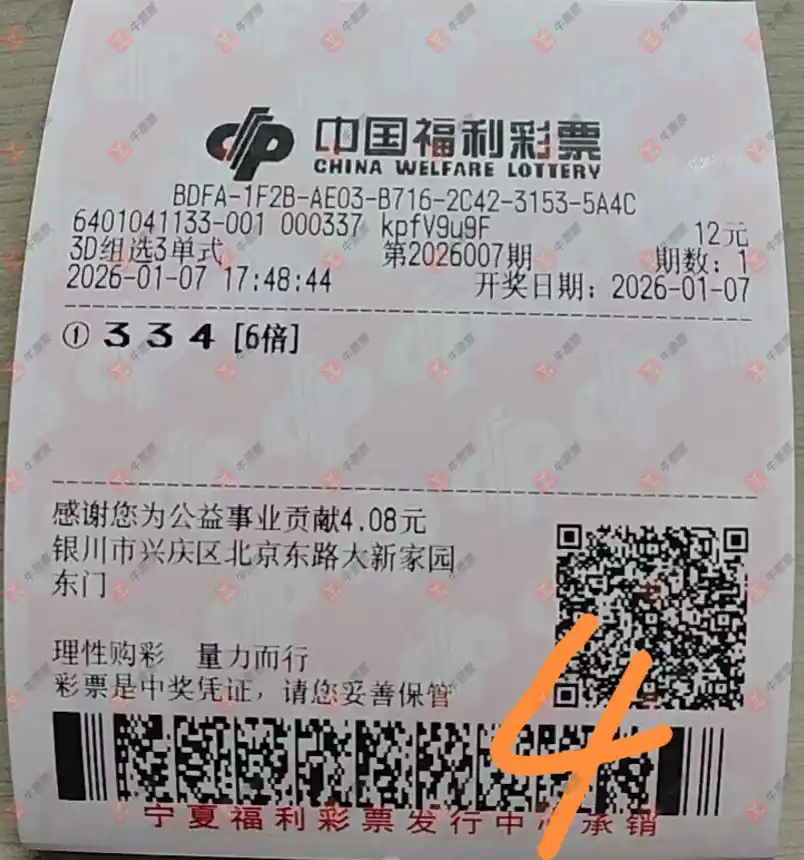 中国福利彩票
CHINA WELFARE LOTTERY
BDFA-1F2B-AE03-B716-2C42-3153-5A4C
6401041133-001 000337 kpfV9u9F 12元
3D组选3单式 第2026007期 期数：1
2026-01-07 17:48:44 开奖日期：2026-01-07
① 3 3 4 [6倍]
感谢您为公益事业贡献4.08元
银川市兴庆区北京东路大新家园
东门
理性购彩 量力而行
彩票是中奖凭证，请您妥善保管
4
宁夏福利彩票发行中心承销